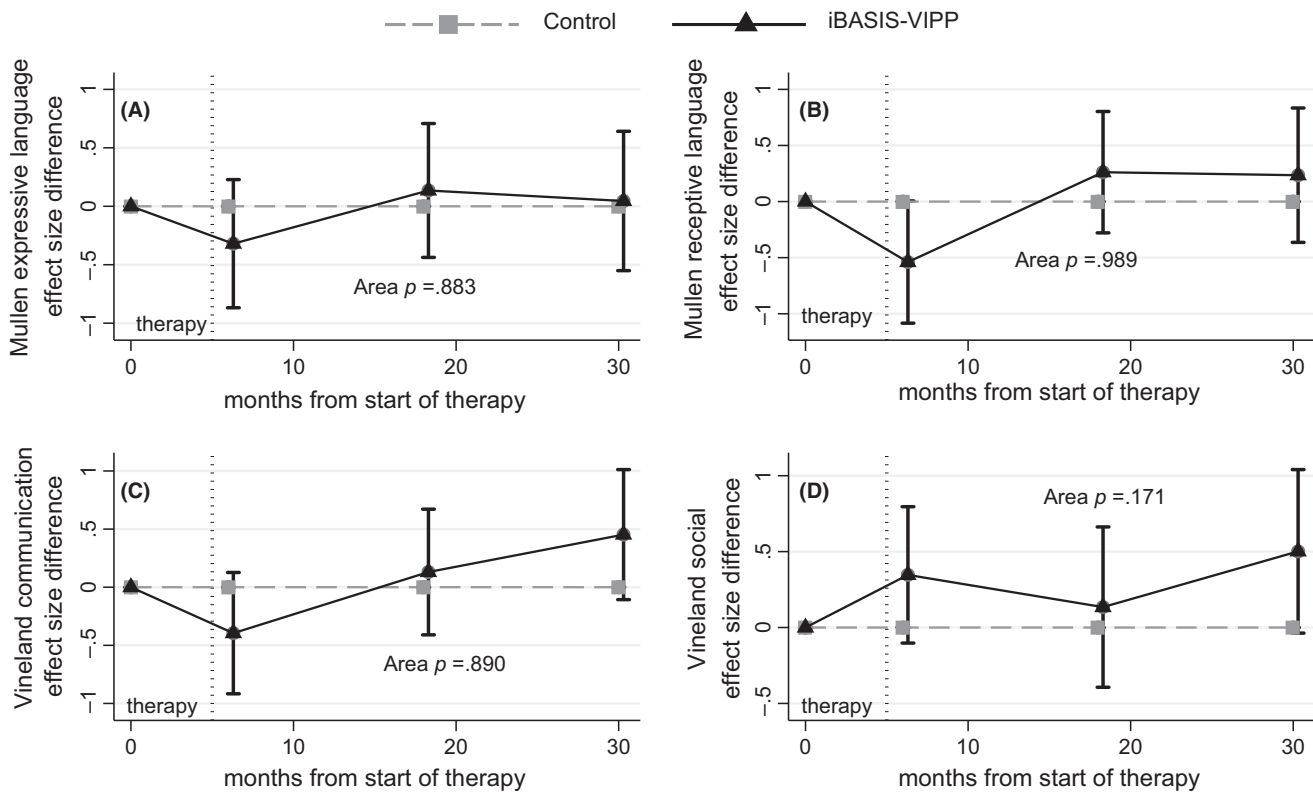 Control iBASIS-VIPP
(A)
Mullen expressive language
effect size difference
1
.5
0
-.5
-1
Area p =.883
therapy
0 10 20 30
months from start of therapy
(B)
Mullen receptive language
effect size difference
1
.5
0
-.5
-1
Area p =.989
therapy
0 10 20 30
months from start of therapy
(C)
Vineland communication
effect size difference
1
.5
0
-.5
-1
Area p =.890
therapy
0 10 20 30
months from start of therapy
(D)
Vineland social
effect size difference
1
.5
0
-.5
Area p =.171
therapy
0 10 20 30
months from start of therapy